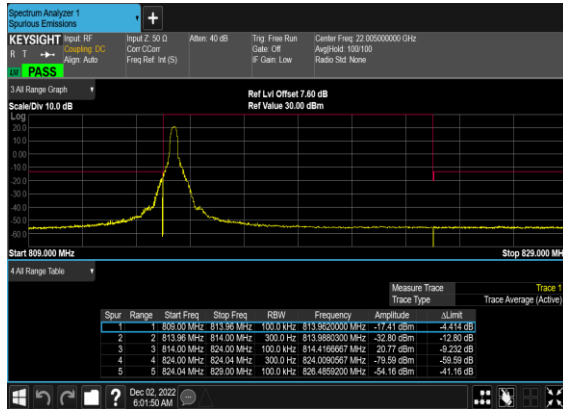 Spectrum Analyzer 1
Spurious Emissions
KEYSIGHT Input: RF Input Z: 50 Ω Atten: 40 dB Trig: Free Run Center Freq: 22.005000000 GHz
R T Coupling: DC Corr CCorr Gate: Off Avg|Hold: 100/100
Align: Auto Freq Ref: Int (S) IF Gain: Low Radio Std: None
PASS
3 All Range Graph
Ref Lvl Offset 7.60 dB
Scale/Div 10.0 dB Ref Value 30.00 dBm
Log
20.0
10.0
0.00
-10.0
-20.0
-30.0
-40.0
-50.0
-60.0
Start 809.000 MHz Stop 829.000 MHz
4 All Range Table
Measure Trace Trace 1
Trace Type Trace Average (Active)
Spur Range Start Freq Stop Freq RBW Frequency Amplitude ΔLimit
1 1 809.00 MHz 813.96 MHz 100.0 kHz 813.9620000 MHz -17.41 dBm -4.414 dB
2 2 813.96 MHz 814.00 MHz 300.0 Hz 813.9880300 MHz -32.80 dBm -12.80 dB
3 3 814.00 MHz 824.00 MHz 100.0 kHz 814.4166667 MHz 20.77 dBm -9.232 dB
4 4 824.00 MHz 824.04 MHz 300.0 Hz 824.0090567 MHz -79.59 dBm -59.59 dB
5 5 824.04 MHz 829.00 MHz 100.0 kHz 826.4859200 MHz -54.16 dBm -41.16 dB
Dec 02, 2022
6:01:50 AM